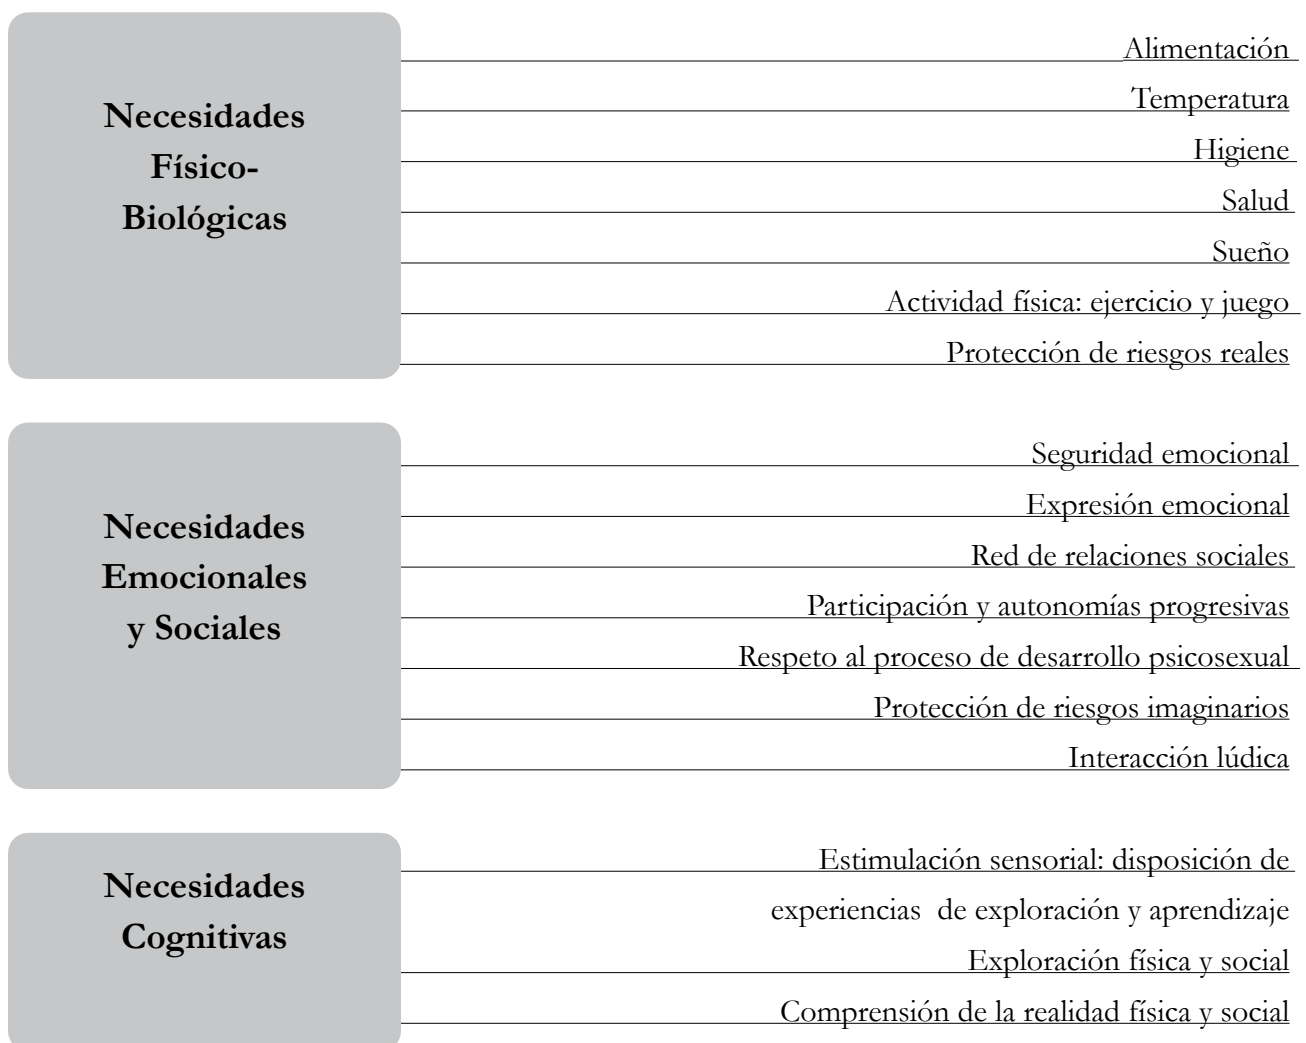 Necesidades
Físico-
Biológicas
Alimentación
Temperatura
Higiene
Salud
Sueño
Actividad física: ejercicio y juego
Protección de riesgos reales
Necesidades
Emocionales
y Sociales
Seguridad emocional
Expresión emocional
Red de relaciones sociales
Participación y autonomías progresivas
Respeto al proceso de desarrollo psicosexual
Protección de riesgos imaginarios
Interacción lúdica
Necesidades
Cognitivas
Estimulación sensorial: disposición de
experiencias  de exploración y aprendizaje
Exploración física y social
Comprensión de la realidad física y social